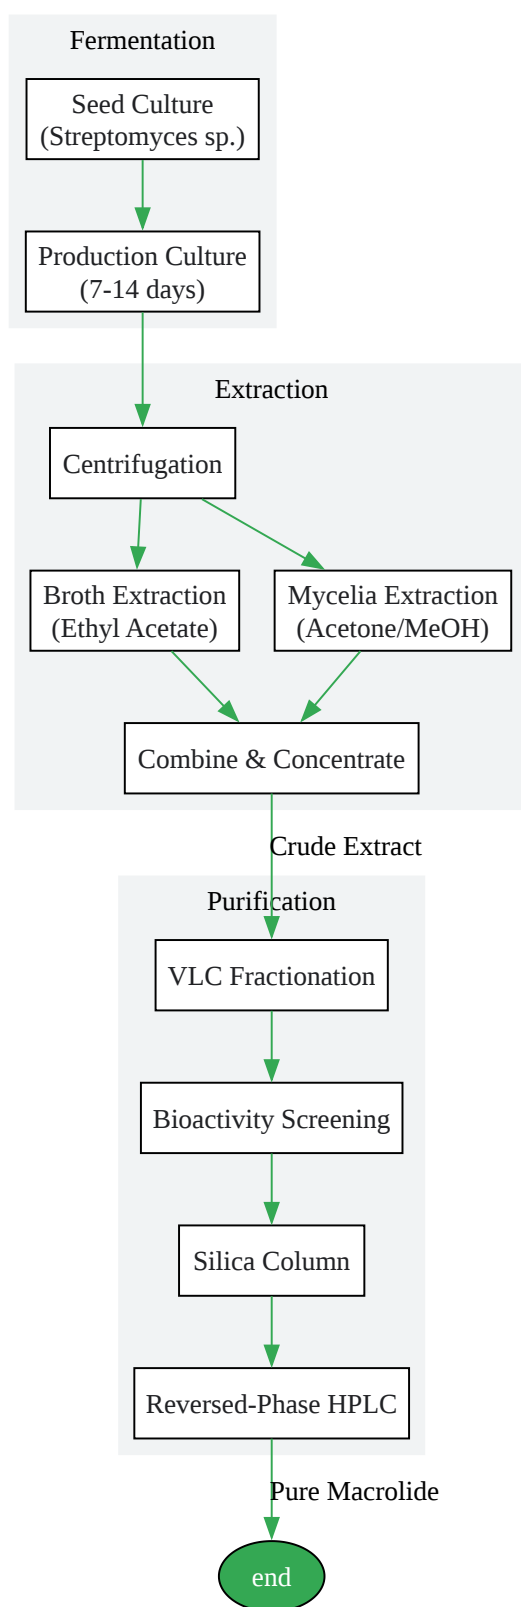 Fermentation
Seed Culture
(Streptomyces sp.)
Production Culture
(7-14 days)
Extraction
Centrifugation
Broth Extraction
(Ethyl Acetate)
Mycelia Extraction
(Acetone/MeOH)
Combine & Concentrate
Crude Extract
Purification
VLC Fractionation
Bioactivity Screening
Silica Column
Reversed-Phase HPLC
Pure Macrolide
end